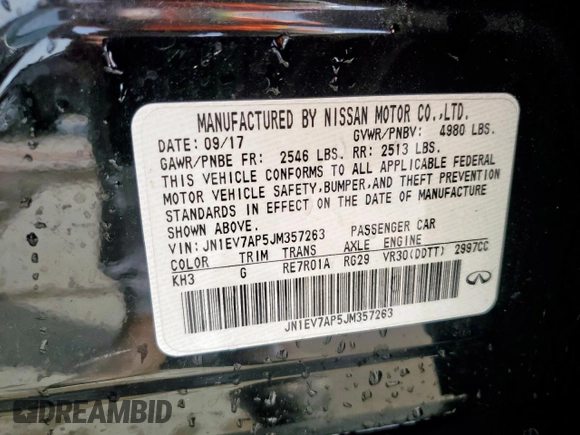 MANUFACTURED BY NISSAN MOTOR CO.,LTD.
DATE: 09/17 GVWR/PNBV: 4980 LBS.
GAWR/PNBE FR: 2546 LBS. RR: 2513 LBS.
THIS VEHICLE CONFORMS TO ALL APPLICABLE FEDERAL
MOTOR VEHICLE SAFETY, BUMPER, AND THEFT PREVENTION
STANDARDS IN EFFECT ON THE DATE OF MANUFACTURE
SHOWN ABOVE.
VIN: JN1EV7AP5JM357263 PASSENGER CAR
COLOR TRIM TRANS AXLE ENGINE
KH3 G RE7R01A RG29 VR30(DDTT) 2997CC
JN1EV7AP5JM357263
DREAMBID